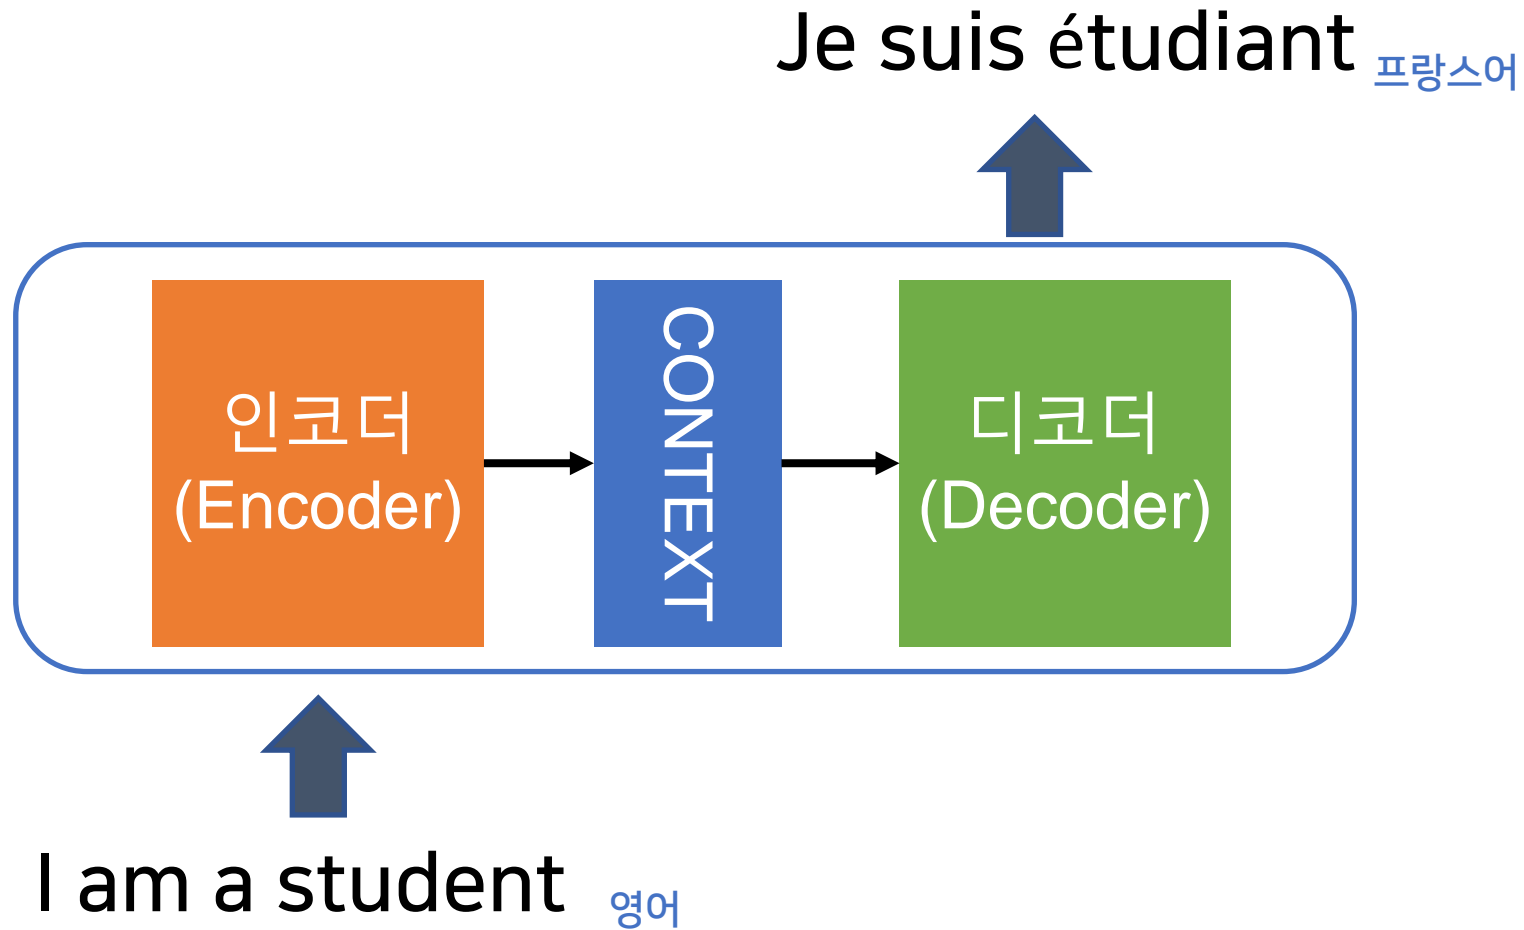 Je suis étudiant 프랑스어
인코더
(Encoder)
CONTEXT
디코더
(Decoder)
I am a student 영어